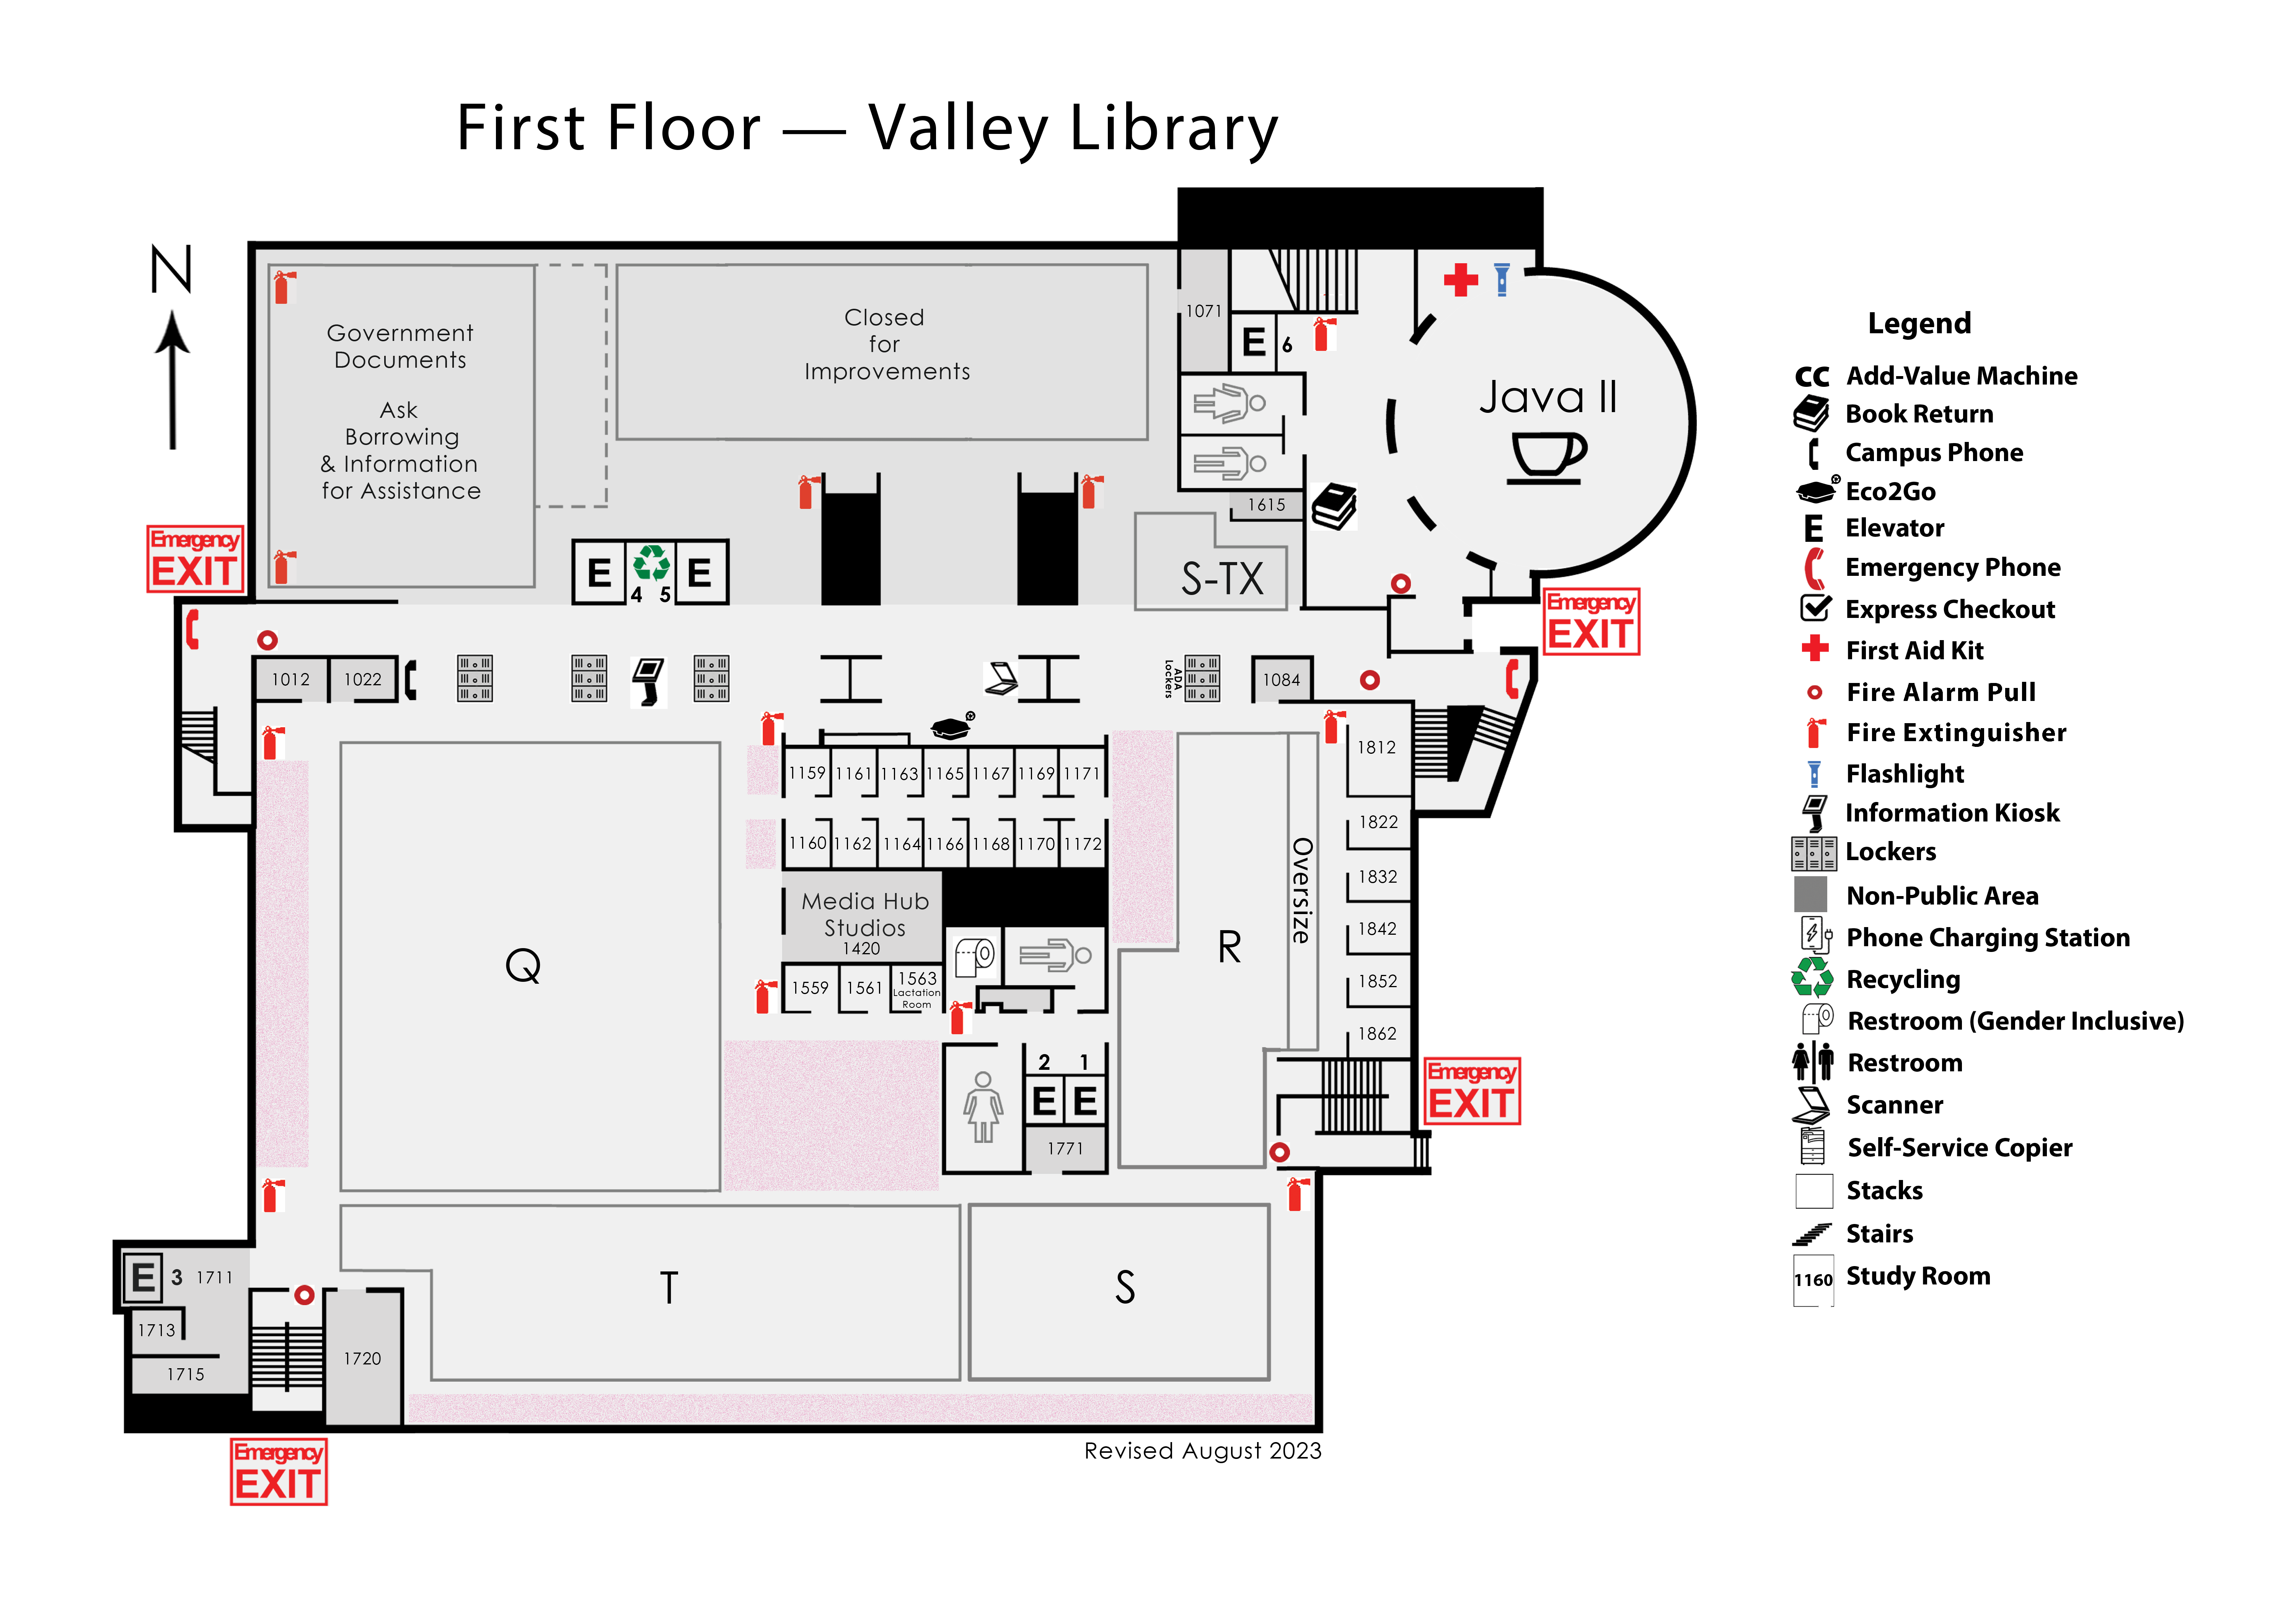 First Floor — Valley Library
N
Government
Documents
Ask
Borrowing
& Information
for Assistance
Closed
for
Improvements
1071
E 6
Java II
1615
S-TX
Emergency
EXIT
E 4 5 E
Emergency
EXIT
1012
1022
ADA
Lockers
1084
1159
1161
1163
1165
1167
1169
1171
1160
1162
1164
1166
1168
1170
1172
Media Hub
Studios
1420
1559
1561
1563
Lactation
Room
Q
R
Oversize
1812
1822
1832
1842
1852
1862
2 1
E E
1771
Emergency
EXIT
E 3 1711
1713
1715
1720
T
S
Emergency
EXIT
Revised August 2023
Legend
CC Add-Value Machine
Book Return
Campus Phone
Eco2Go
E Elevator
Emergency Phone
Express Checkout
First Aid Kit
Fire Alarm Pull
Fire Extinguisher
Flashlight
Information Kiosk
Lockers
Non-Public Area
Phone Charging Station
Recycling
Restroom (Gender Inclusive)
Restroom
Scanner
Self-Service Copier
Stacks
Stairs
1160 Study Room